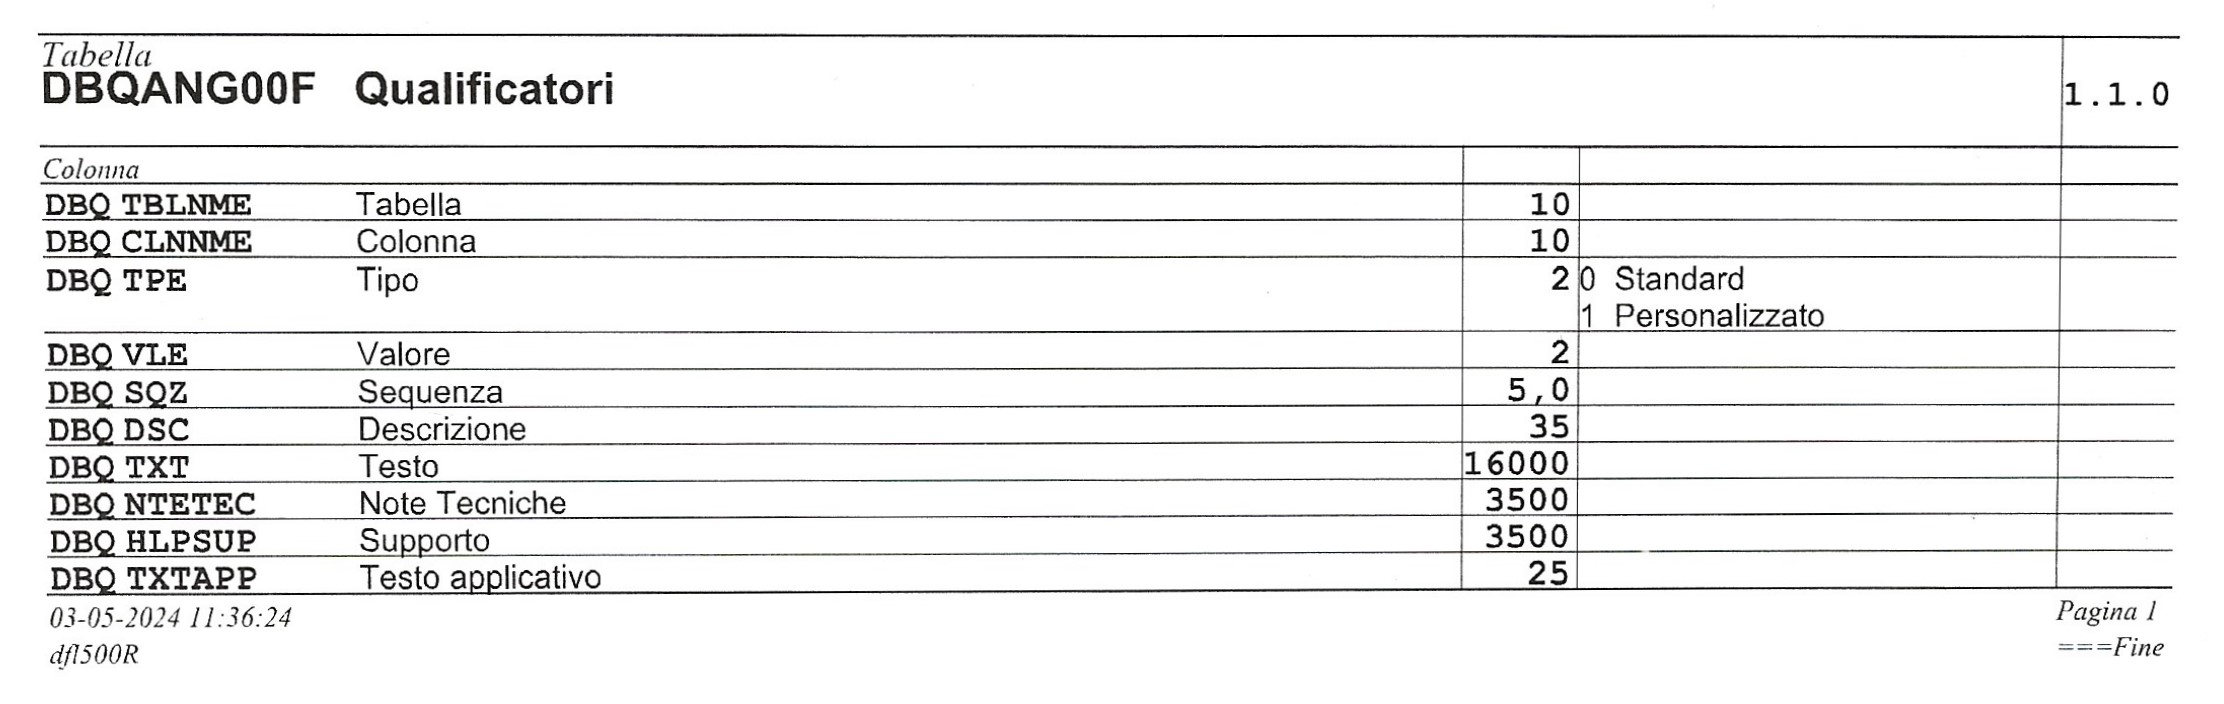 Tabella
DBQANG00F Qualificatori 1.1.0
Colonna
DBQ TBLNME Tabella 10
DBQ CLNNME Colonna 10
DBQ TPE Tipo 2 0 Standard
1 Personalizzato
DBQ VLE Valore 2
DBQ SQZ Sequenza 5,0
DBQ DSC Descrizione 35
DBQ TXT Testo 16000
DBQ NTETEC Note Tecniche 3500
DBQ HLPSUP Supporto 3500
DBQ TXTAPP Testo applicativo 25
03-05-2024 11:36:24 Pagina 1
dfl500R ===Fine